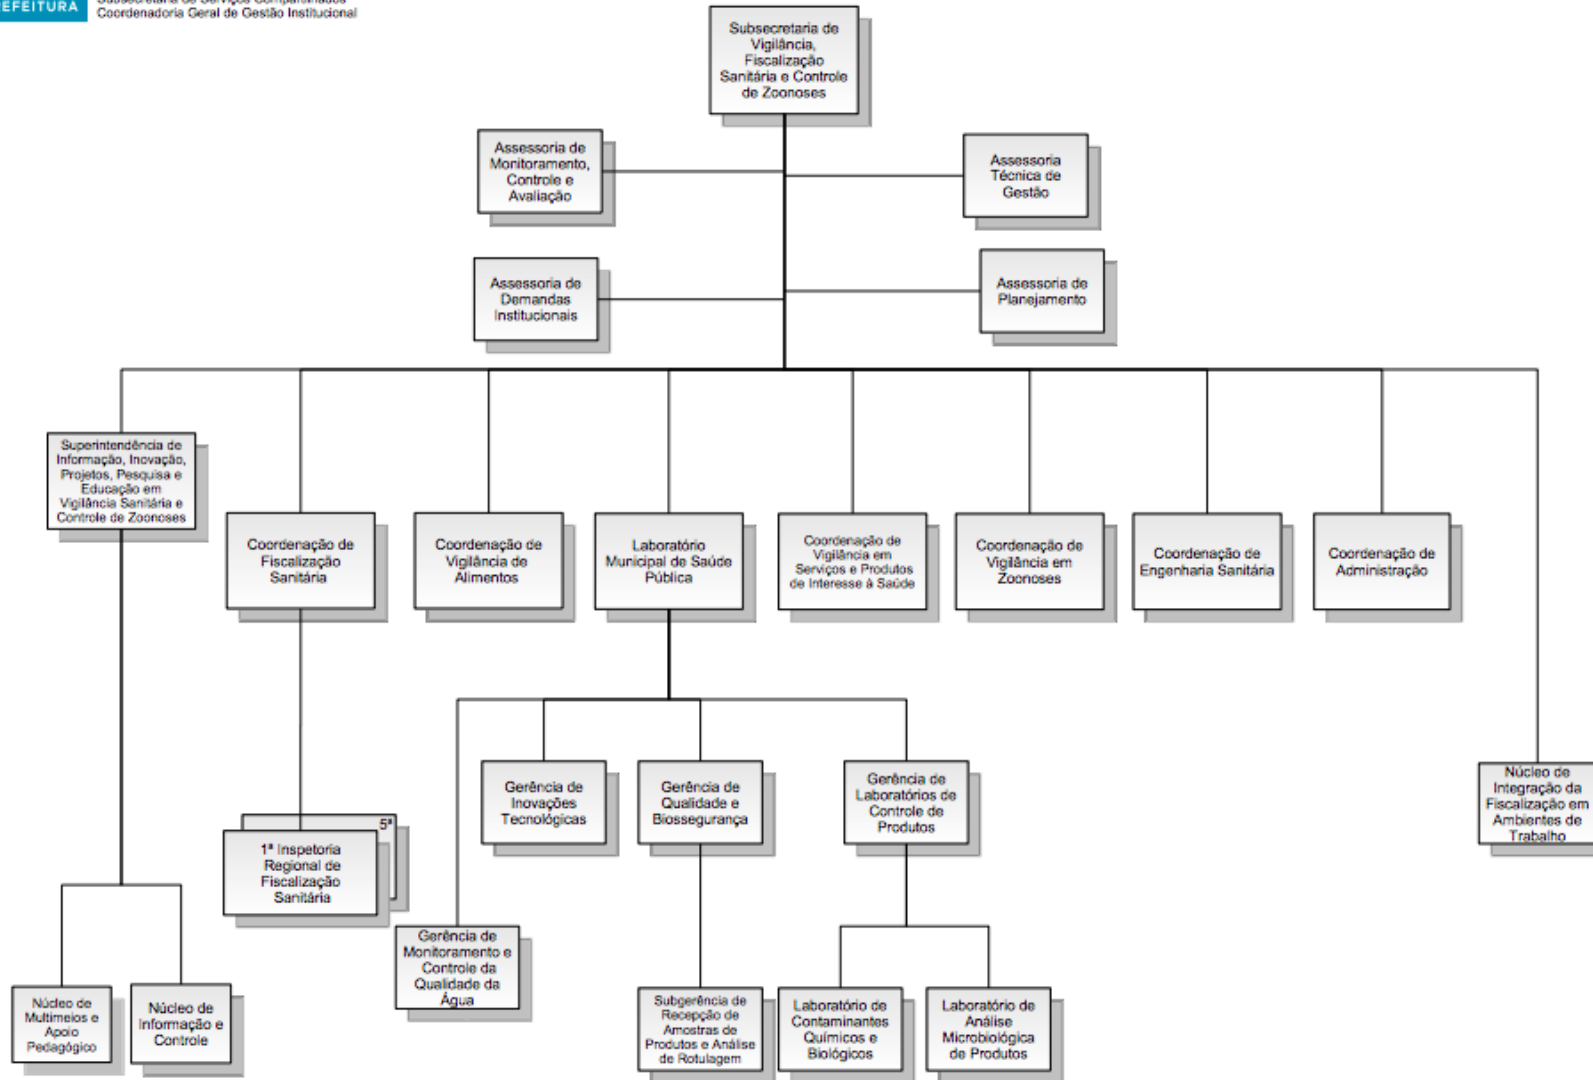 PREFEITURA
Subsecretaria de Serviços Compartilhados
Coordenadoria Geral de Gestão Institucional
Subsecretaria de
Vigilância,
Fiscalização
Sanitária e Controle
de Zoonoses
Assessoria de
Monitoramento,
Controle e
Avaliação
Assessoria
Técnica de
Gestão
Assessoria de
Demandas
Institucionais
Assessoria de
Planejamento
Superintendência de
Informação, Inovação,
Projetos, Pesquisa e
Educação em
Vigilância Sanitária e
Controle de Zoonoses
Coordenação de
Fiscalização
Sanitária
Coordenação de
Vigilância de
Alimentos
Laboratório
Municipal de Saúde
Pública
Coordenação de
Vigilância em
Serviços e Produtos
de Interesse à Saúde
Coordenação de
Vigilância em
Zoonoses
Coordenação de
Engenharia Sanitária
Coordenação de
Administração
5ª
1ª Inspetoria
Regional de
Fiscalização
Sanitária
Gerência de
Inovações
Tecnológicas
Gerência de
Qualidade e
Biossegurança
Gerência de
Laboratórios de
Controle de
Produtos
Núcleo de
Integração da
Fiscalização em
Ambientes de
Trabalho
Gerência de
Monitoramento e
Controle da
Qualidade da
Água
Núcleo de
Multimeios e
Apoio
Pedagógico
Núcleo de
Informação e
Controle
Subgerência de
Recepção de
Amostras de
Produtos e Análise
de Rotulagem
Laboratório de
Contaminantes
Químicos e
Biológicos
Laboratório de
Análise
Microbiológica
de Produtos